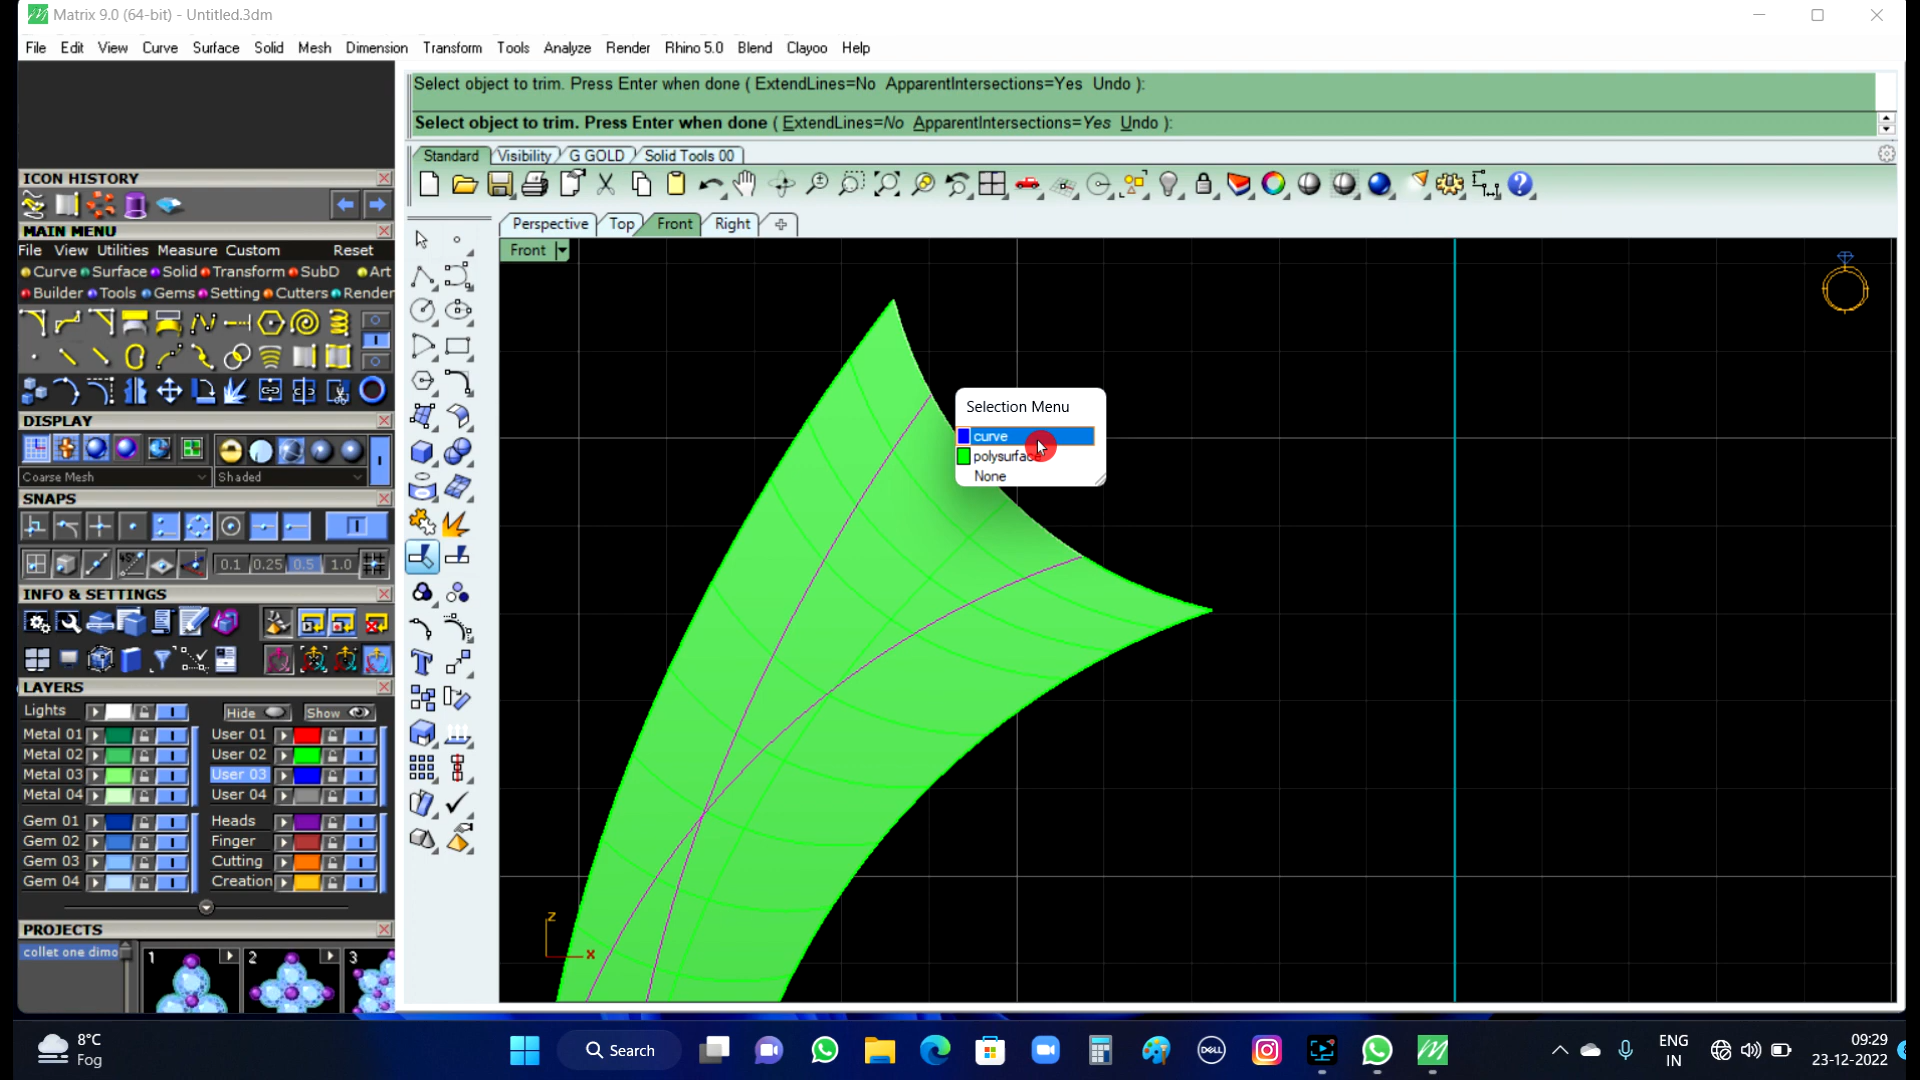 Matrix 9.0 (64-bit) - Untitled.3dm
File Edit View Curve Surface Solid Mesh Dimension Transform Tools Analyze Render Rhino 5.0 Blend Clayoo Help
Select object to trim. Press Enter when done ( ExtendLines=No ApparentIntersections=Yes Undo ):
Select object to trim. Press Enter when done ( ExtendLines=No ApparentIntersections=Yes Undo ):
Standard Visibility G GOLD Solid Tools 00
Perspective Top Front Right
Front
ICON HISTORY
MAIN MENU
File View Utilities Measure Custom Reset
Curve Surface Solid Transform SubD Art
Builder Tools Gems Setting Cutters Render
DISPLAY
Coarse Mesh Shaded
SNAPS
0.1 0.25 0.5 1.0
INFO & SETTINGS
LAYERS
Lights Hide Show
Metal 01 User 01
Metal 02 User 02
Metal 03 User 03
Metal 04 User 04
Gem 01 Heads
Gem 02 Finger
Gem 03 Cutting
Gem 04 Creation
PROJECTS
collet one dimo
1 2 3
Selection Menu
curve
polysurface
None
z
x
8°C
Fog
Search
DELL
ENG
IN
09:29
23-12-2022